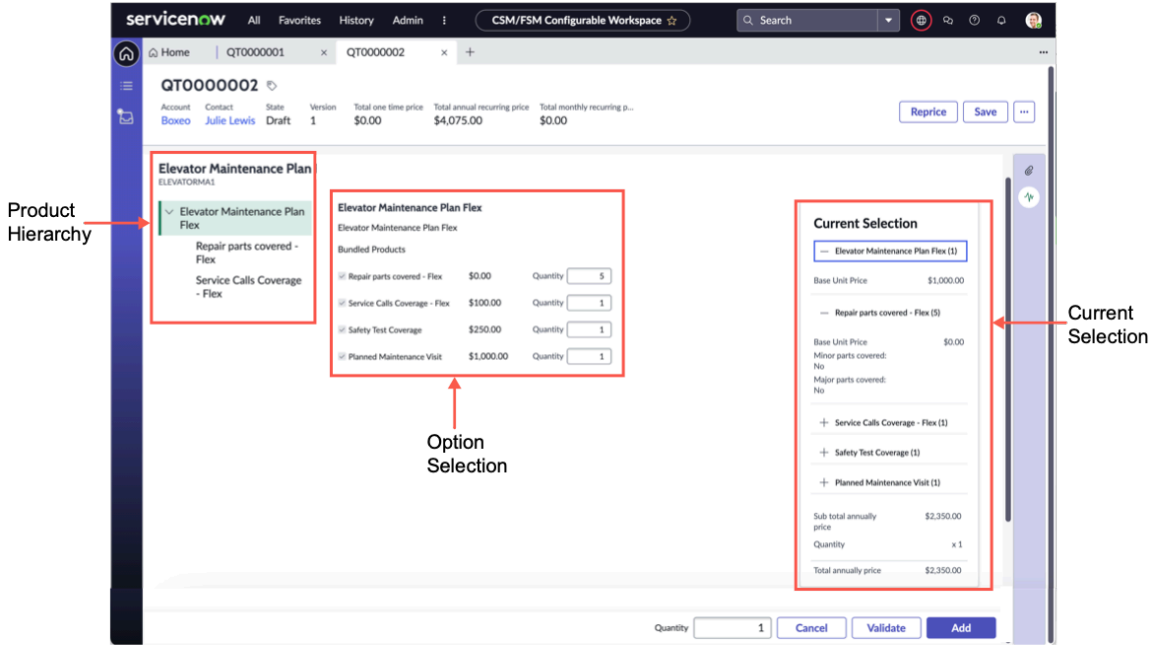 servicenow All Favorites History Admin CSM/FSM Configurable Workspace Search
Home QT0000001 × QT0000002 × +
QT0000002
Account Contact State Version Total one time price Total annual recurring price Total monthly recurring p...
Boxeo Julie Lewis Draft 1 $0.00 $4,075.00 $0.00
Reprice Save ...
Product
Hierarchy
Elevator Maintenance Plan
ELEVATORMA1
Elevator Maintenance Plan
Flex
Repair parts covered -
Flex
Service Calls Coverage
- Flex
Elevator Maintenance Plan Flex
Elevator Maintenance Plan Flex
Bundled Products
Repair parts covered - Flex $0.00 Quantity 5
Service Calls Coverage - Flex $100.00 Quantity 1
Safety Test Coverage $250.00 Quantity 1
Planned Maintenance Visit $1,000.00 Quantity 1
Option
Selection
Current Selection
— Elevator Maintenance Plan Flex (1)
Base Unit Price $1,000.00
— Repair parts covered - Flex (5)
Base Unit Price $0.00
Minor parts covered:
No
Major parts covered:
No
+ Service Calls Coverage - Flex (1)
+ Safety Test Coverage (1)
+ Planned Maintenance Visit (1)
Sub total annually $2,350.00
price
Quantity x 1
Total annually price $2,350.00
Current
Selection
Quantity 1 Cancel Validate Add